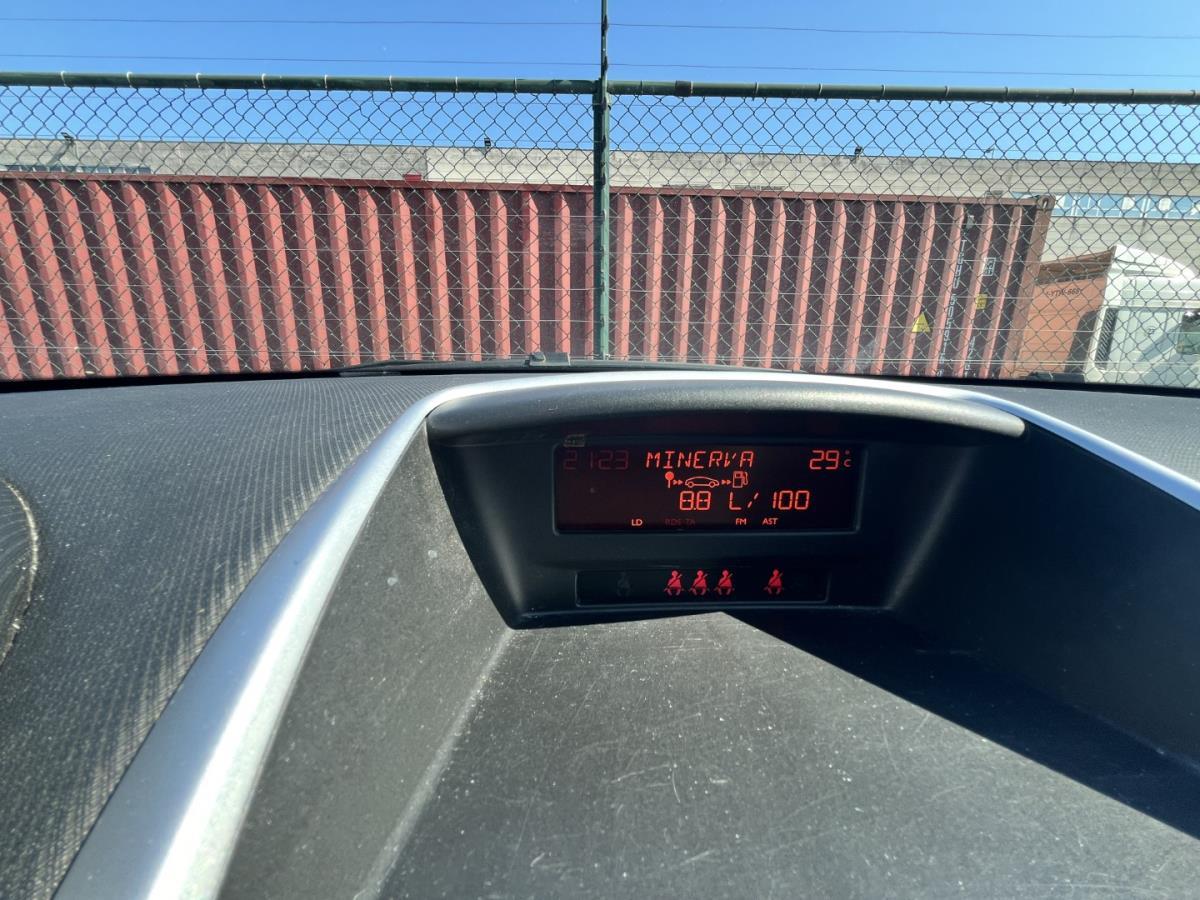 21:23 MINERVA 29°C
8.8 L/100
LD RDS TA FM AST